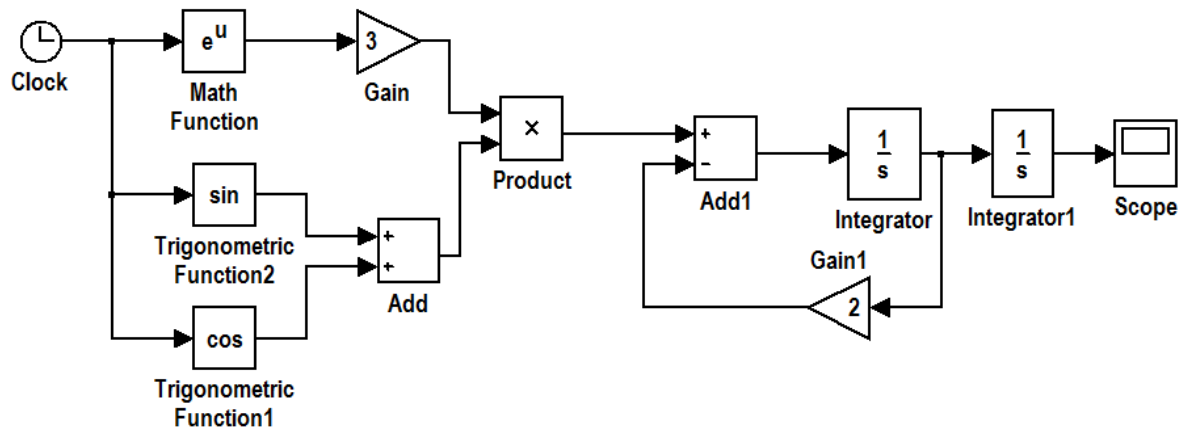 Clock
e^u
Math
Function
3
Gain
sin
Trigonometric
Function2
cos
Trigonometric
Function1
+
+
Add
×
Product
+
−
Add1
1
s
Integrator
1
s
Integrator1
Scope
Gain1
2